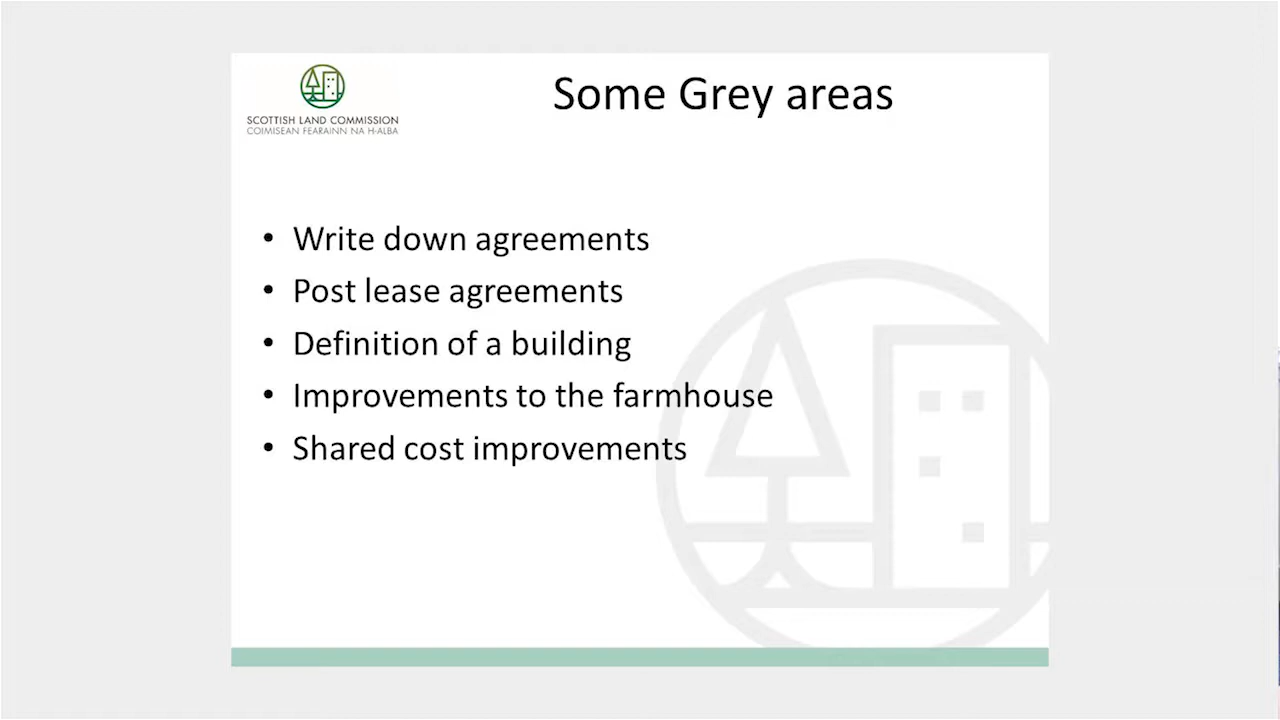 SCOTTISH LAND COMMISSION
COIMISEAN FEARAINN NA H-ALBA
Some Grey areas
• Write down agreements
• Post lease agreements
• Definition of a building
• Improvements to the farmhouse
• Shared cost improvements